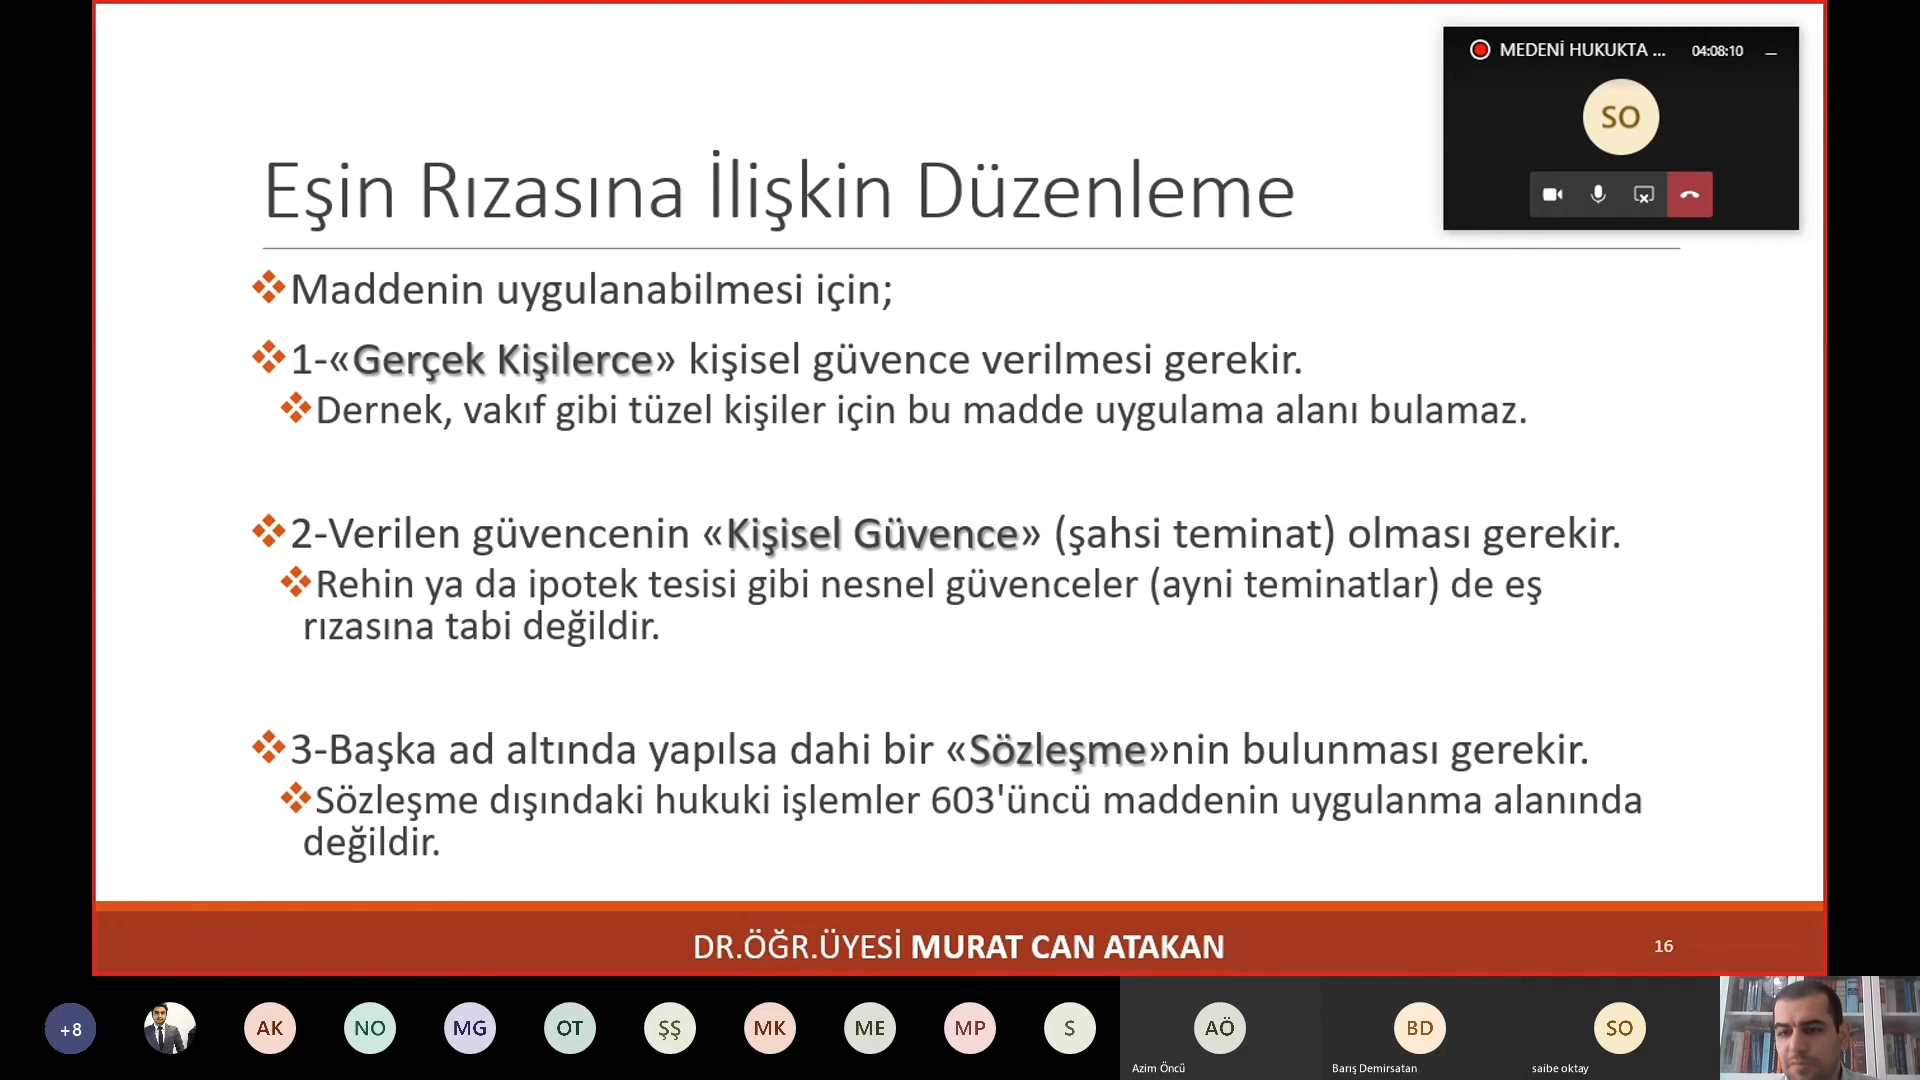 MEDENİ HUKUKTA ... 04:08:10
SO
Eşin Rızasına İlişkin Düzenleme
Maddenin uygulanabilmesi için;
1-«Gerçek Kişilerce» kişisel güvence verilmesi gerekir.
Dernek, vakıf gibi tüzel kişiler için bu madde uygulama alanı bulamaz.
2-Verilen güvencenin «Kişisel Güvence» (şahsi teminat) olması gerekir.
Rehin ya da ipotek tesisi gibi nesnel güvenceler (ayni teminatlar) de eş
rızasına tabi değildir.
3-Başka ad altında yapılsa dahi bir «Sözleşme»nin bulunması gerekir.
Sözleşme dışındaki hukuki işlemler 603'üncü maddenin uygulanma alanında
değildir.
DR.ÖĞR.ÜYESİ MURAT CAN ATAKAN 16
+8 AK NO MG OT ŞŞ MK ME MP S AÖ BD SO
Azim Öncü Barış Demirsatan saibe oktay